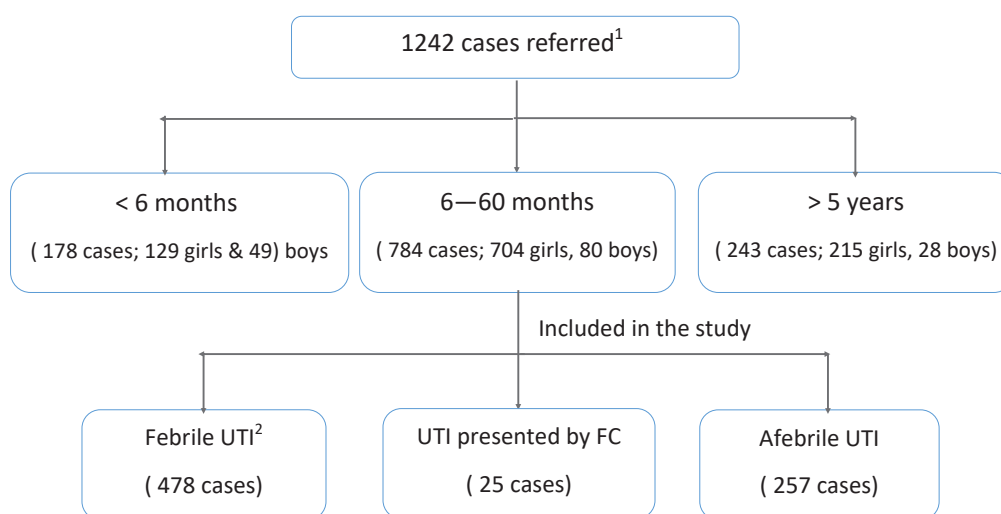 1242 cases referred1
< 6 months
( 178 cases; 129 girls & 49) boys
6—60 months
( 784 cases; 704 girls, 80 boys)
> 5 years
( 243 cases; 215 girls, 28 boys)
Included in the study
Febrile UTI2
( 478 cases)
UTI presented by FC
( 25 cases)
Afebrile UTI
( 257 cases)